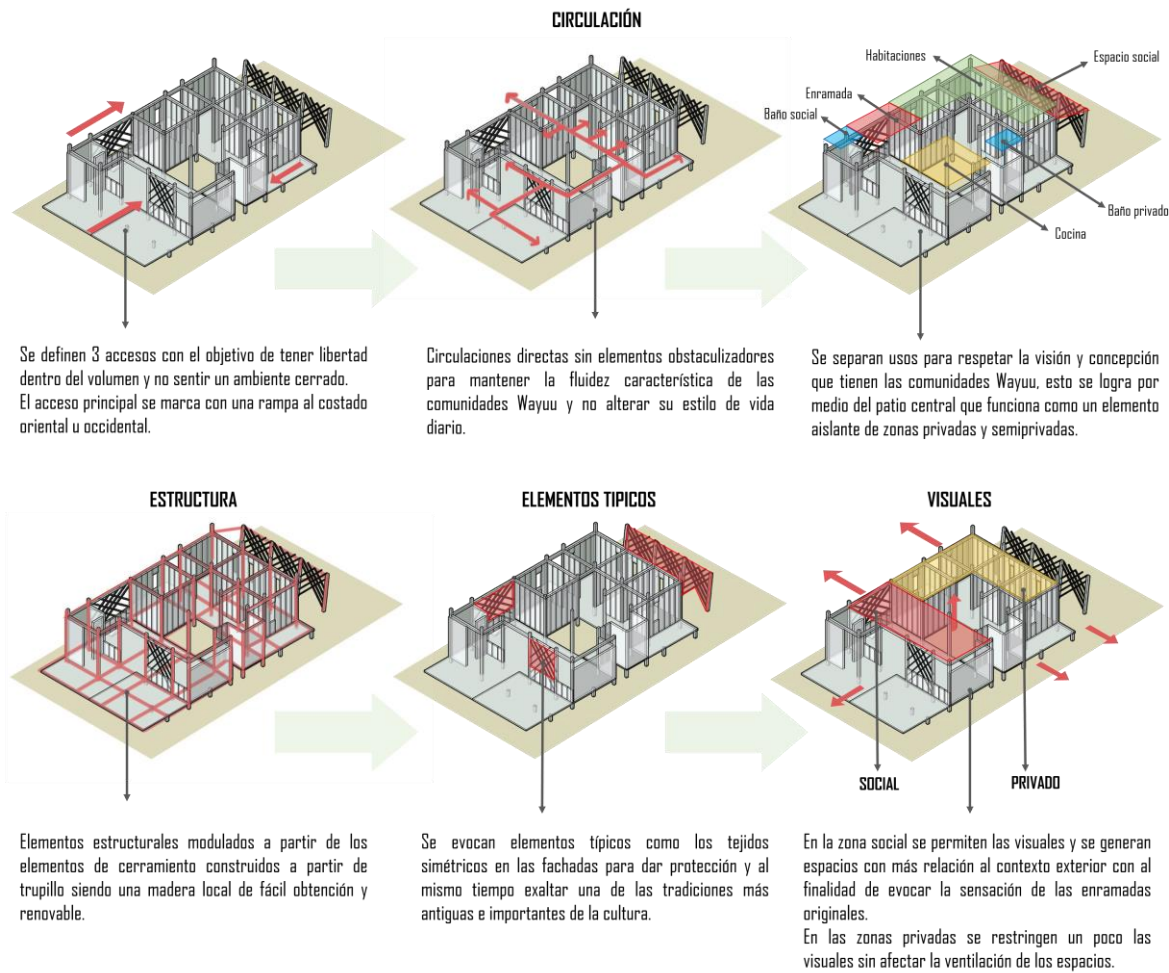 CIRCULACIÓN
Habitaciones
Espacio social
Enramada
Baño social
Baño privado
Cocina
Se definen 3 accesos con el objetivo de tener libertad
dentro del volumen y no sentir un ambiente cerrado.
El acceso principal se marca con una rampa al costado
oriental u occidental.
Circulaciones directas sin elementos obstaculizadores
para mantener la fluidez característica de las
comunidades Wayuu y no alterar su estilo de vida
diario.
Se separan usos para respetar la visión y concepción
que tienen las comunidades Wayuu, esto se logra por
medio del patio central que funciona como un elemento
aislante de zonas privadas y semiprivadas.
ESTRUCTURA
ELEMENTOS TIPICOS
VISUALES
SOCIAL
PRIVADO
Elementos estructurales modulados a partir de los
elementos de cerramiento construidos a partir de
trupillo siendo una madera local de fácil obtención y
renovable.
Se evocan elementos típicos como los tejidos
simétricos en las fachadas para dar protección y al
mismo tiempo exaltar una de las tradiciones más
antiguas e importantes de la cultura.
En la zona social se permiten las visuales y se generan
espacios con más relación al contexto exterior con al
finalidad de evocar la sensación de las enramadas
originales.
En las zonas privadas se restringen un poco las
visuales sin afectar la ventilación de los espacios.